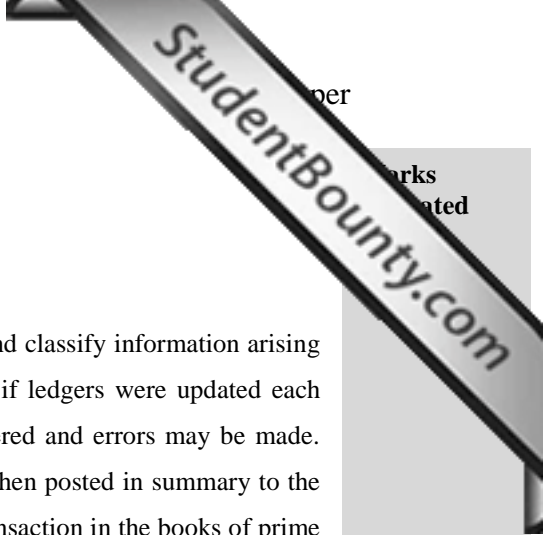 StudentBounty.com
per
arks
ated
nd classify information arising
if ledgers were updated each
red and errors may be made.
hen posted in summary to the
nsaction in the books of prime